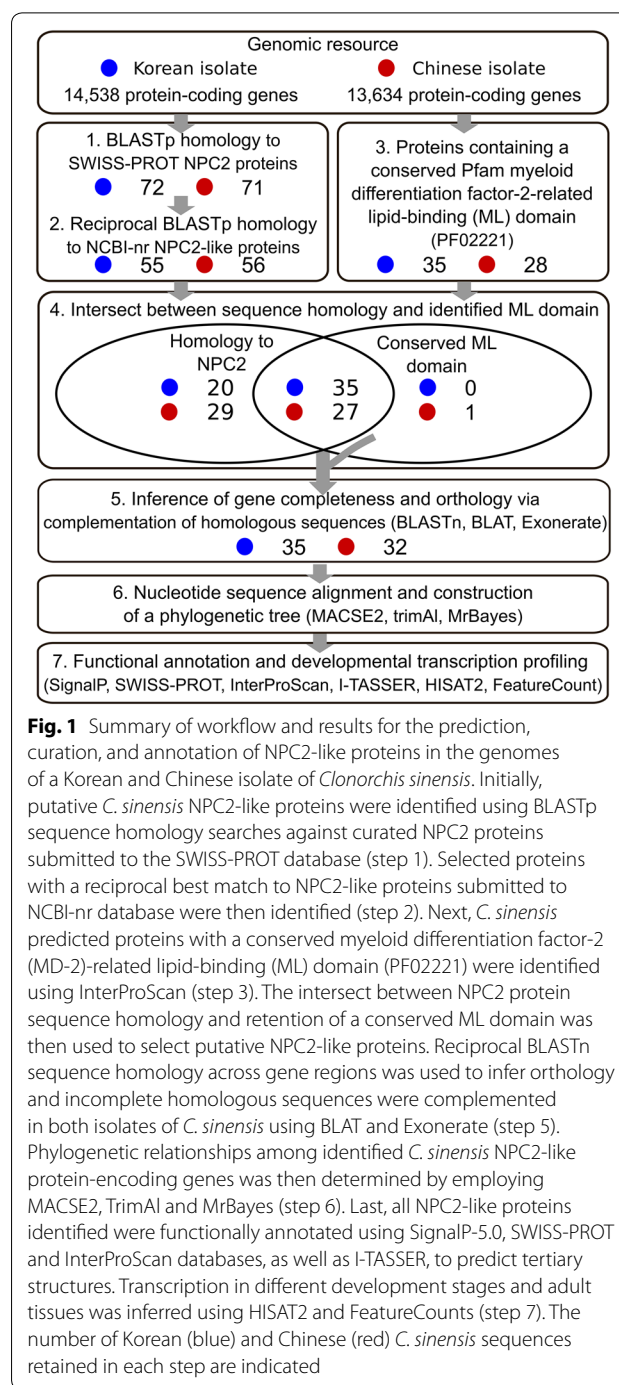 Genomic resource
Korean isolate Chinese isolate
14,538 protein-coding genes 13,634 protein-coding genes
1. BLASTp homology to
SWISS-PROT NPC2 proteins
72 71
2. Reciprocal BLASTp homology
to NCBI-nr NPC2-like proteins
55 56
3. Proteins containing a
conserved Pfam myeloid
differentiation factor-2-related
lipid-binding (ML) domain
(PF02221)
35 28
4. Intersect between sequence homology and identified ML domain
Homology to
NPC2
Conserved ML
domain
20 35 0
29 27 1
5. Inference of gene completeness and orthology via
complementation of homologous sequences (BLASTn, BLAT, Exonerate)
35 32
6. Nucleotide sequence alignment and construction
of a phylogenetic tree (MACSE2, trimAl, MrBayes)
7. Functional annotation and developmental transcription profiling
(SignalP, SWISS-PROT, InterProScan, I-TASSER, HISAT2, FeatureCount)
Fig. 1 Summary of workflow and results for the prediction,
curation, and annotation of NPC2-like proteins in the genomes
of a Korean and Chinese isolate of Clonorchis sinensis. Initially,
putative C. sinensis NPC2-like proteins were identified using BLASTp
sequence homology searches against curated NPC2 proteins
submitted to the SWISS-PROT database (step 1). Selected proteins
with a reciprocal best match to NPC2-like proteins submitted to
NCBI-nr database were then identified (step 2). Next, C. sinensis
predicted proteins with a conserved myeloid differentiation factor-2
(MD-2)-related lipid-binding (ML) domain (PF02221) were identified
using InterProScan (step 3). The intersect between NPC2 protein
sequence homology and retention of a conserved ML domain was
then used to select putative NPC2-like proteins. Reciprocal BLASTn
sequence homology across gene regions was used to infer orthology
and incomplete homologous sequences were complemented
in both isolates of C. sinensis using BLAT and Exonerate (step 5).
Phylogenetic relationships among identified C. sinensis NPC2-like
protein-encoding genes was then determined by employing
MACSE2, TrimAl and MrBayes (step 6). Last, all NPC2-like proteins
identified were functionally annotated using SignalP-5.0, SWISS-PROT
and InterProScan databases, as well as I-TASSER, to predict tertiary
structures. Transcription in different development stages and adult
tissues was inferred using HISAT2 and FeatureCounts (step 7). The
number of Korean (blue) and Chinese (red) C. sinensis sequences
retained in each step are indicated